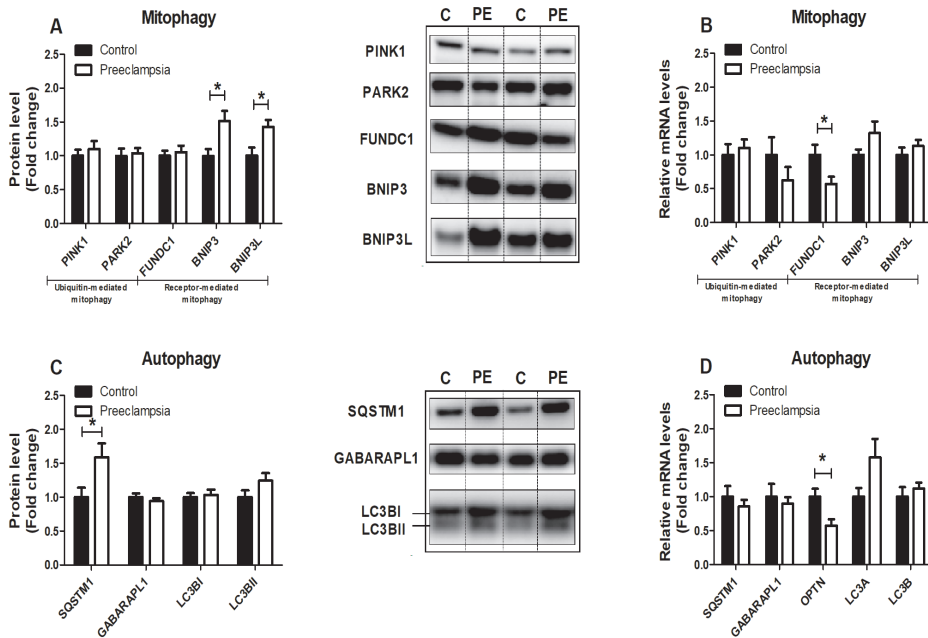 A
Mitophagy
Control
Preeclampsia
Protein level
(Fold change)
2.5
2.0
1.5
1.0
0.5
0.0
*
*
PINK1
PARK2
FUNDC1
BNIP3
BNIP3L
Ubiquitin-mediated
mitophagy
Receptor-mediated
mitophagy
C PE C PE
PINK1
PARK2
FUNDC1
BNIP3
BNIP3L
B
Mitophagy
Control
Preeclampsia
Relative mRNA levels
(Fold change)
2.5
2.0
1.5
1.0
0.5
0.0
*
PINK1
PARK2
FUNDC1
BNIP3
BNIP3L
Ubiquitin-mediated
mitophagy
Receptor-mediated
mitophagy
C
Autophagy
Control
Preeclampsia
Protein level
(Fold change)
2.5
2.0
1.5
1.0
0.5
0.0
*
SQSTM1
GABARAPL1
LC3BI
LC3BII
C PE C PE
SQSTM1
GABARAPL1
LC3BI
LC3BII
D
Autophagy
Control
Preeclampsia
Relative mRNA levels
(Fold change)
2.5
2.0
1.5
1.0
0.5
0.0
*
SQSTM1
GABARAPL1
OPTN
LC3A
LC3B